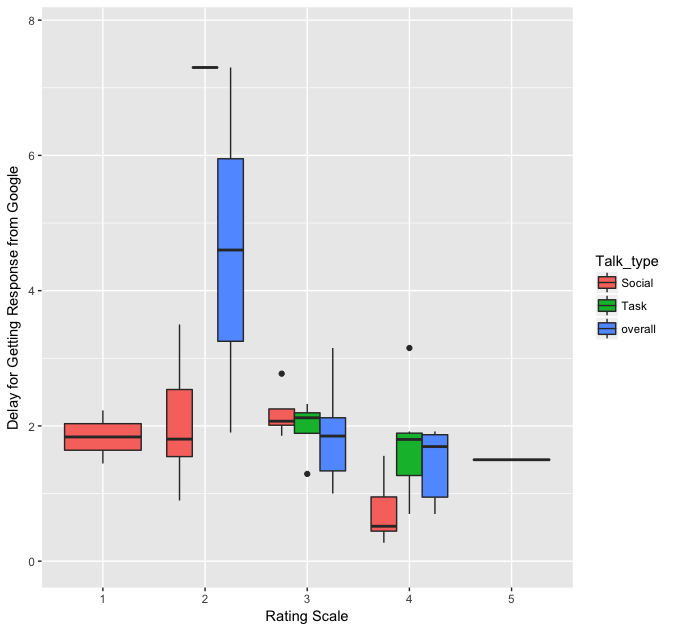 8
6
4
2
0
Delay for Getting Response from Google
1 2 3 4 5
Rating Scale
Talk_type
Social
Task
overall